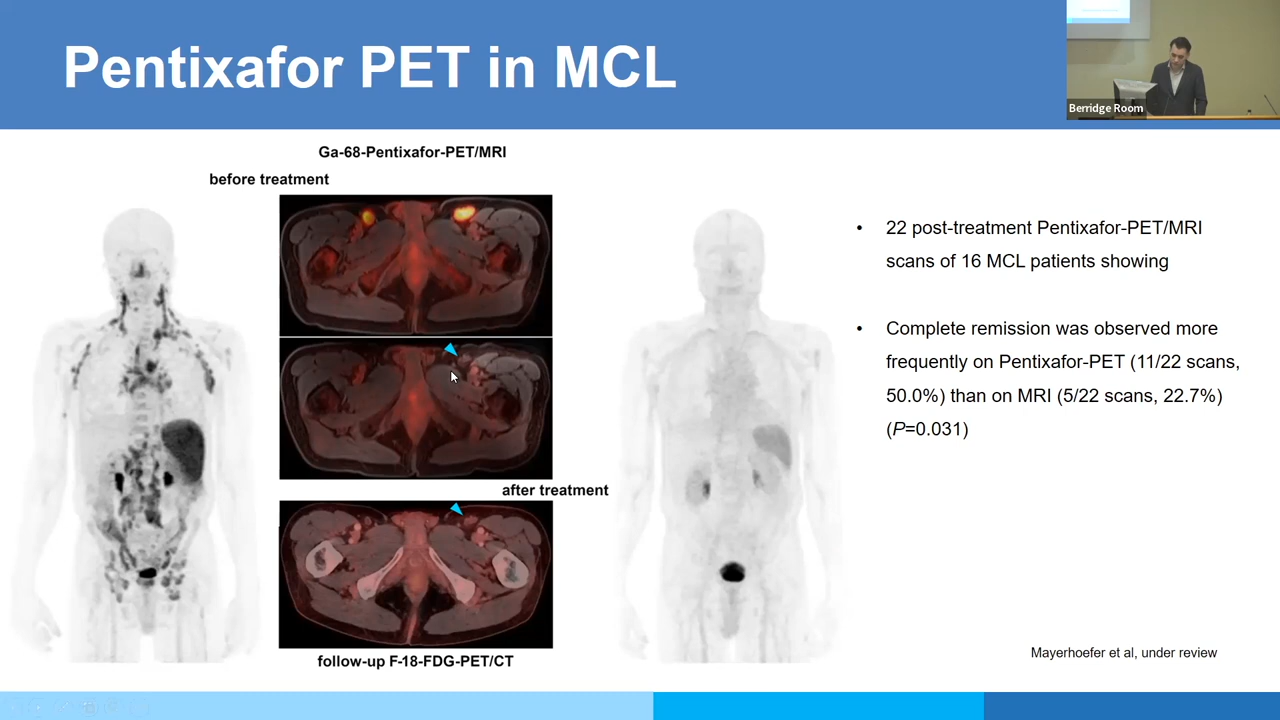 Pentixafor PET in MCL
Berridge Room
Ga-68-Pentixafor-PET/MRI
before treatment
after treatment
follow-up F-18-FDG-PET/CT
• 22 post-treatment Pentixafor-PET/MRI
scans of 16 MCL patients showing
• Complete remission was observed more
frequently on Pentixafor-PET (11/22 scans,
50.0%) than on MRI (5/22 scans, 22.7%)
(P=0.031)
Mayerhoefer et al, under review